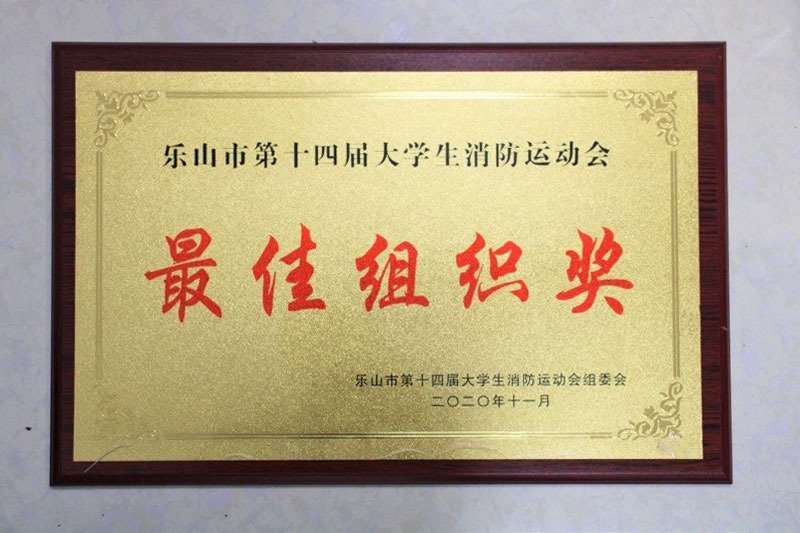 乐山市第十四届大学生消防运动会
最佳组织奖
乐山市第十四届大学生消防运动会组委会
二〇二〇年十一月